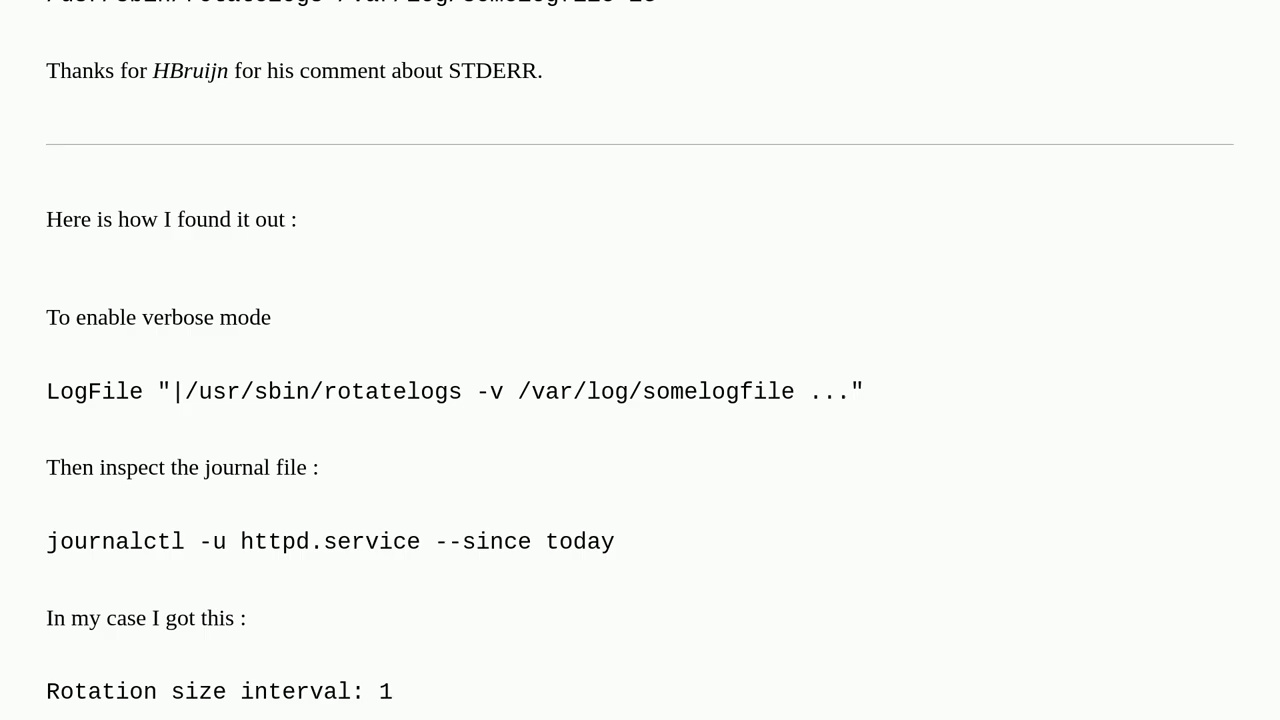 Thanks for HBruijn for his comment about STDERR.
Here is how I found it out :
To enable verbose mode
LogFile "|/usr/sbin/rotatelogs -v /var/log/somelogfile ..."
Then inspect the journal file :
journalctl -u httpd.service --since today
In my case I got this :
Rotation size interval: 1